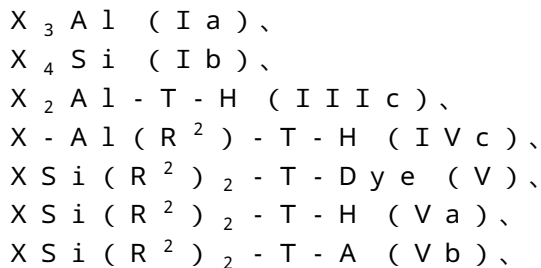 X₃Al (Ia)、
X₄Si (Ib)、
X₂Al-T-H (IIIc)、
X-Al(R²)-T-H (IVc)、
XSi(R²)₂-T-Dye (V)、
XSi(R²)₂-T-H (Va)、
XSi(R²)₂-T-A (Vb)、